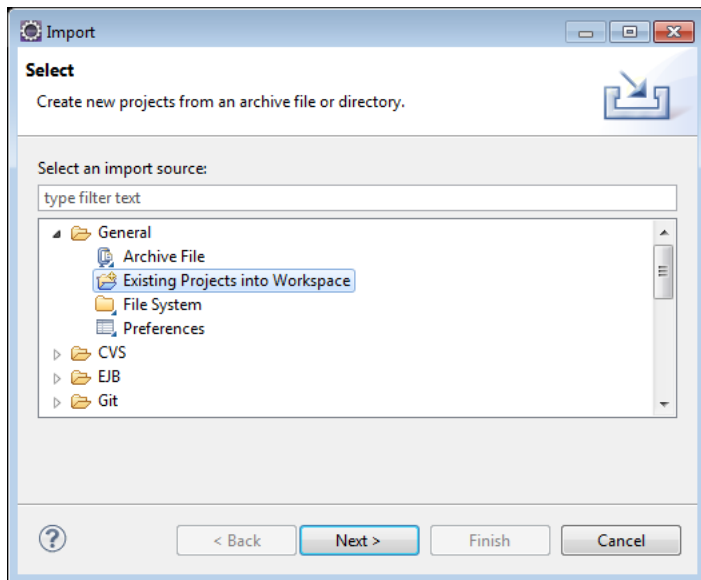 Import
Select
Create new projects from an archive file or directory.
Select an import source:
type filter text
General
Archive File
Existing Projects into Workspace
File System
Preferences
CVS
EJB
Git
?
< Back
Next >
Finish
Cancel